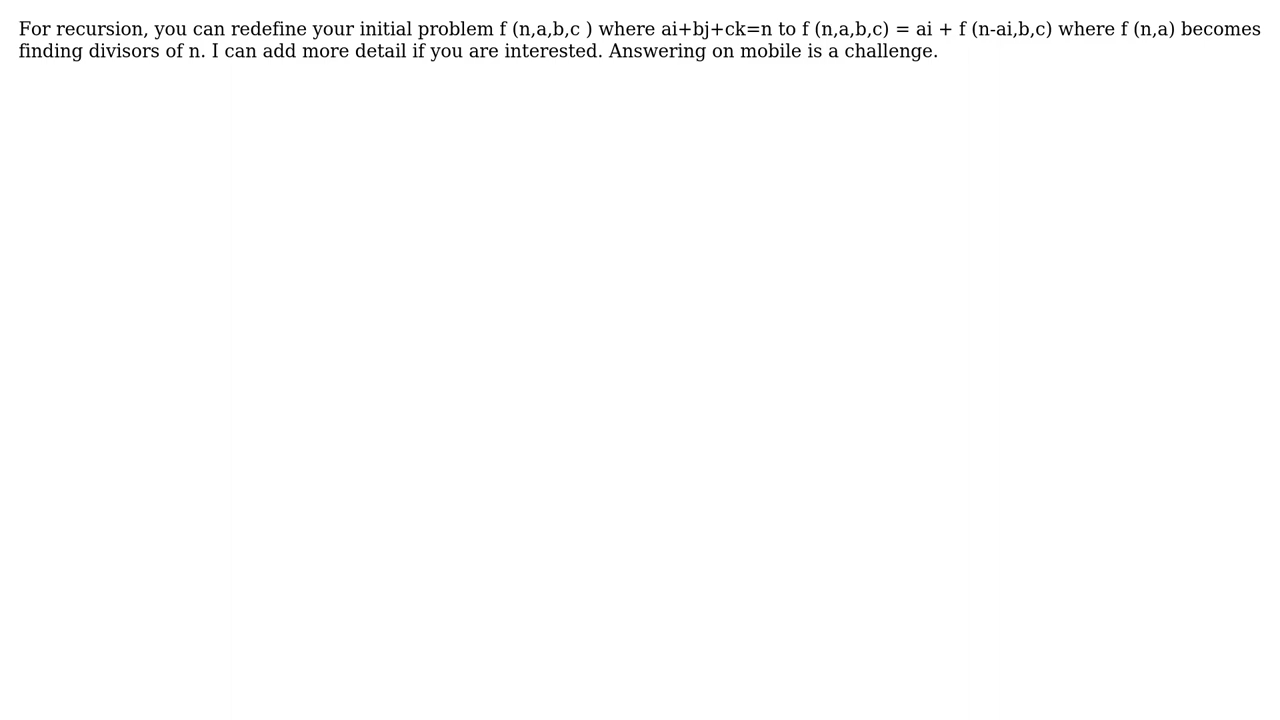 For recursion, you can redefine your initial problem f (n,a,b,c ) where ai+bj+ck=n to f (n,a,b,c) = ai + f (n-ai,b,c) where f (n,a) becomes
finding divisors of n. I can add more detail if you are interested. Answering on mobile is a challenge.